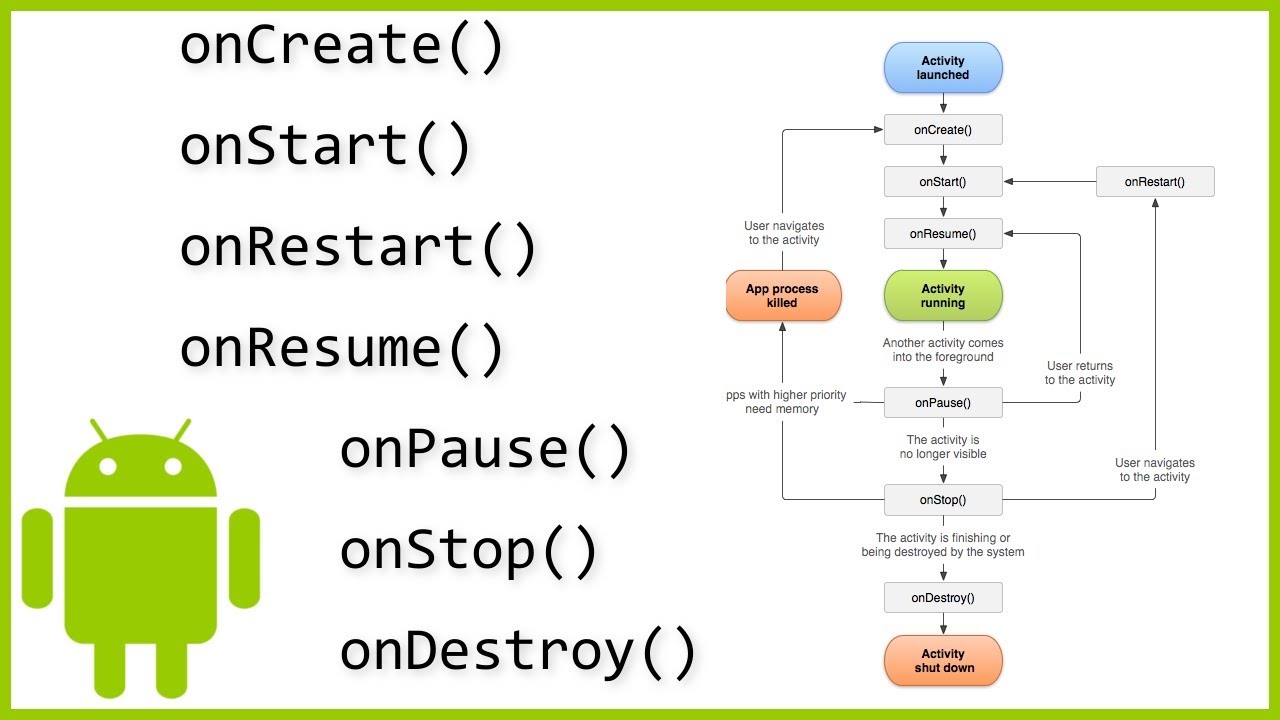 onCreate()
onStart()
onRestart()
onResume()
onPause()
onStop()
onDestroy()
Activity
launched
onCreate()
onStart()
onRestart()
User navigates
to the activity
onResume()
App process
killed
Activity
running
Another activity comes
into the foreground
User returns
to the activity
pps with higher priority
need memory
onPause()
The activity is
no longer visible
User navigates
to the activity
onStop()
The activity is finishing or
being destroyed by the system
onDestroy()
Activity
shut down